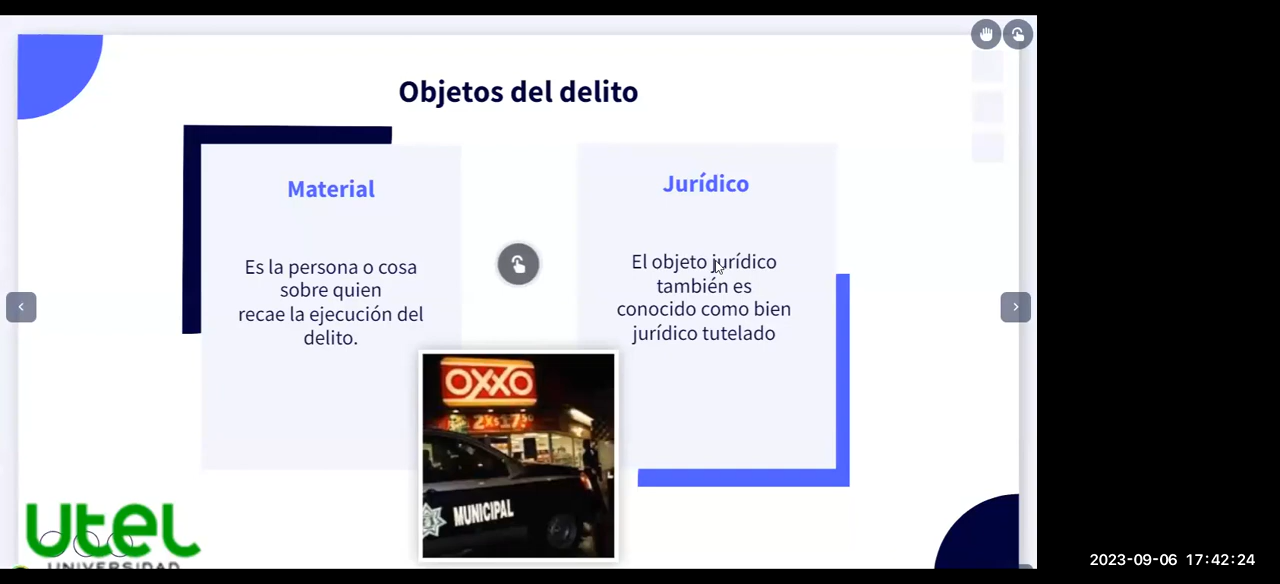 Objetos del delito
Material
Es la persona o cosa
sobre quien
recae la ejecución del
delito.
Jurídico
El objeto jurídico
también es
conocido como bien
jurídico tutelado
OXXO
MUNICIPAL
utel
UNIVERSIDAD
2023-09-06 17:42:24